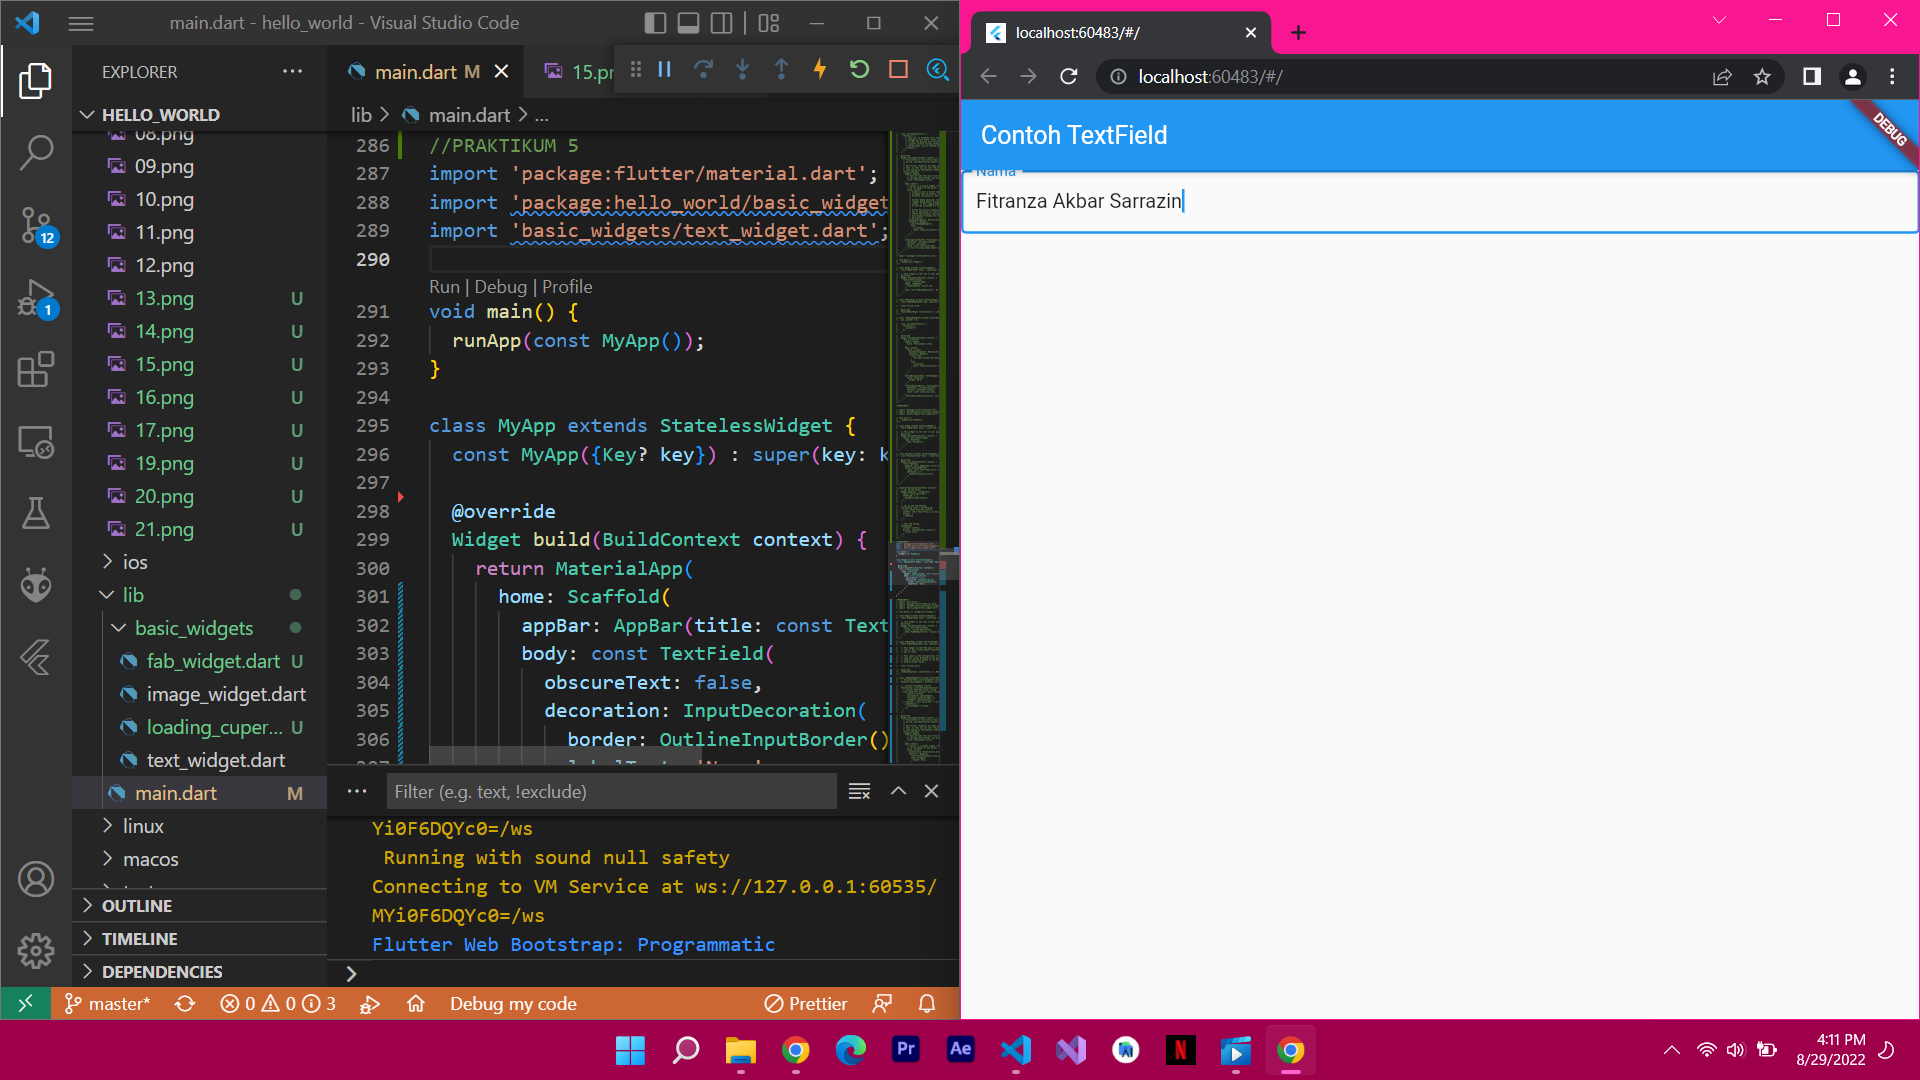 main.dart - hello_world - Visual Studio Code
EXPLORER
HELLO_WORLD
08.png
09.png
10.png
11.png
12.png
13.png U
14.png U
15.png U
16.png U
17.png U
19.png U
20.png U
21.png U
ios
lib
basic_widgets
fab_widget.dart U
image_widget.dart
loading_cuper... U
text_widget.dart
main.dart M
linux
macos
OUTLINE
TIMELINE
DEPENDENCIES
12
1
main.dart M
15.pr
lib > main.dart > ...
286 //PRAKTIKUM 5
287 import 'package:flutter/material.dart';
288 import 'package:hello_world/basic_widget
289 import 'basic_widgets/text_widget.dart';
290
Run | Debug | Profile
291 void main() {
292 runApp(const MyApp());
293 }
294
295 class MyApp extends StatelessWidget {
296 const MyApp({Key? key}) : super(key: k
297
298 @override
299 Widget build(BuildContext context) {
300 return MaterialApp(
301 home: Scaffold(
302 appBar: AppBar(title: const Text
303 body: const TextField(
304 obscureText: false,
305 decoration: InputDecoration(
306 border: OutlineInputBorder()
Filter (e.g. text, !exclude)
Yi0F6DQYc0=/ws
Running with sound null safety
Connecting to VM Service at ws://127.0.0.1:60535/
MYi0F6DQYc0=/ws
Flutter Web Bootstrap: Programmatic
>
master*
0 0 3
Debug my code
Prettier
localhost:60483/#/
localhost:60483/#/
Contoh TextField
DEBUG
Nama
Fitranza Akbar Sarrazin
Pr
Ae
N
4:11 PM
8/29/2022